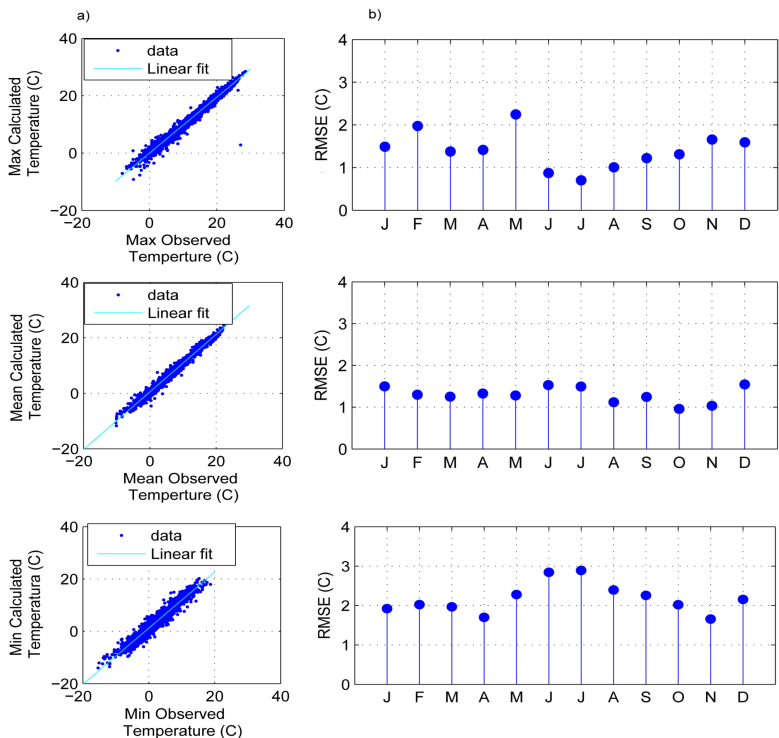 a)
b)
40
20
0
−20
−20 0 20 40
Max Calculated
Temperature (C)
data
Linear fit
Max Observed
Temperture (C)
4
3
2
1
0
RMSE (C)
J F M A M J J A S O N D
40
20
0
−20
−20 0 20 40
Mean Calculated
Temperature (C)
data
Linear fit
Mean Observed
Temperture (C)
4
3
2
1
0
RMSE (C)
J F M A M J J A S O N D
40
20
0
−20
−20 0 20 40
Min Calculated
Temperatura (C)
data
Linear fit
Min Observed
Temperature (C)
4
3
2
1
0
RMSE (C)
J F M A M J J A S O N D